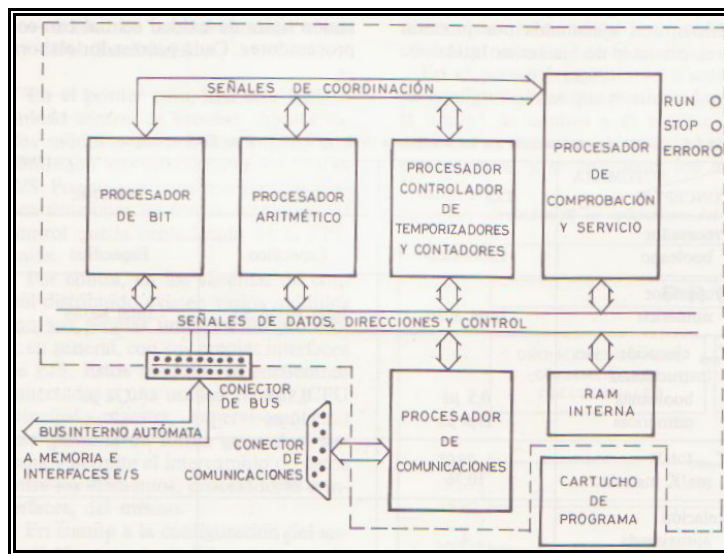 SEÑALES DE COORDINACIÓN
RUN
STOP
ERROR
PROCESADOR
DE BIT
PROCESADOR
ARITMÉTICO
PROCESADOR
CONTROLADOR
DE
TEMPORIZADORES
Y CONTADORES
PROCESADOR
DE
COMPROBACIÓN
Y SERVICIO
SEÑALES DE DATOS, DIRECCIONES Y CONTROL
CONECTOR
DE BUS
BUS INTERNO AUTÓMATA
A MEMORIA E
INTERFACES E/S
CONECTOR
DE
COMUNICACIONES
PROCESADOR
DE
COMUNICACIONES
RAM
INTERNA
CARTUCHO
DE
PROGRAMA